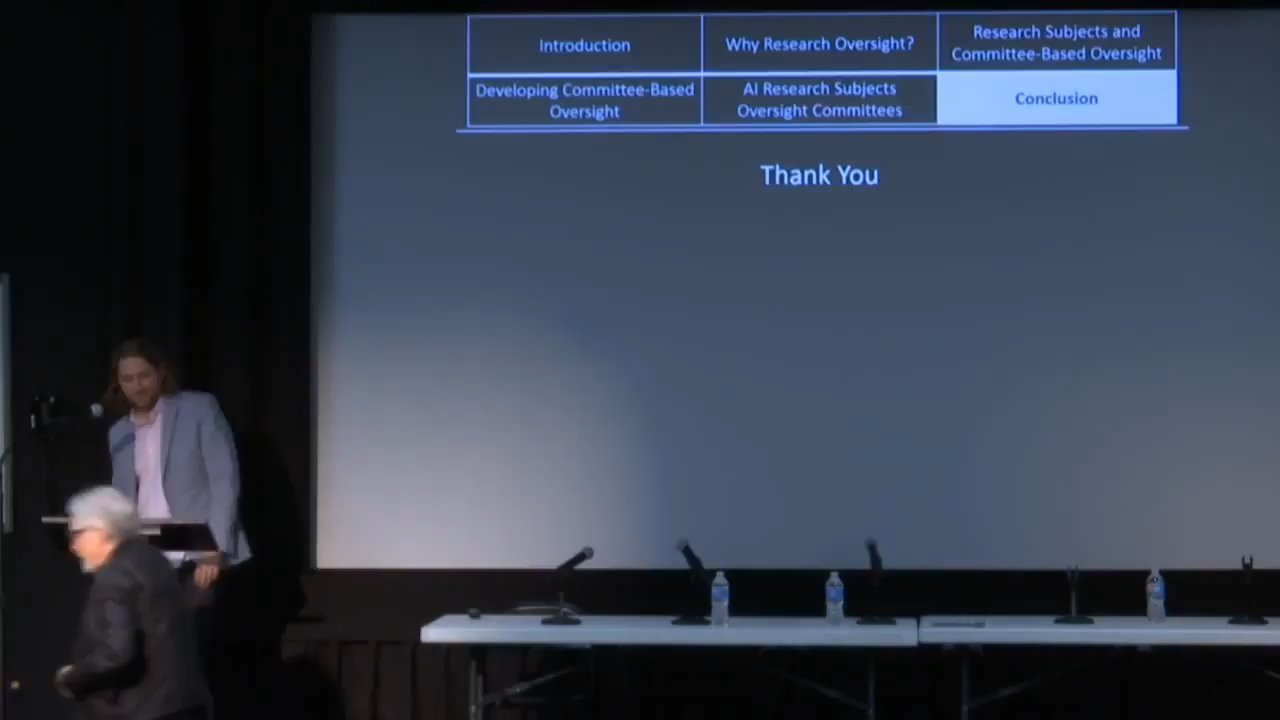 Introduction
Why Research Oversight?
Research Subjects and
Committee-Based Oversight
Developing Committee-Based
Oversight
AI Research Subjects
Oversight Committees
Conclusion
Thank You